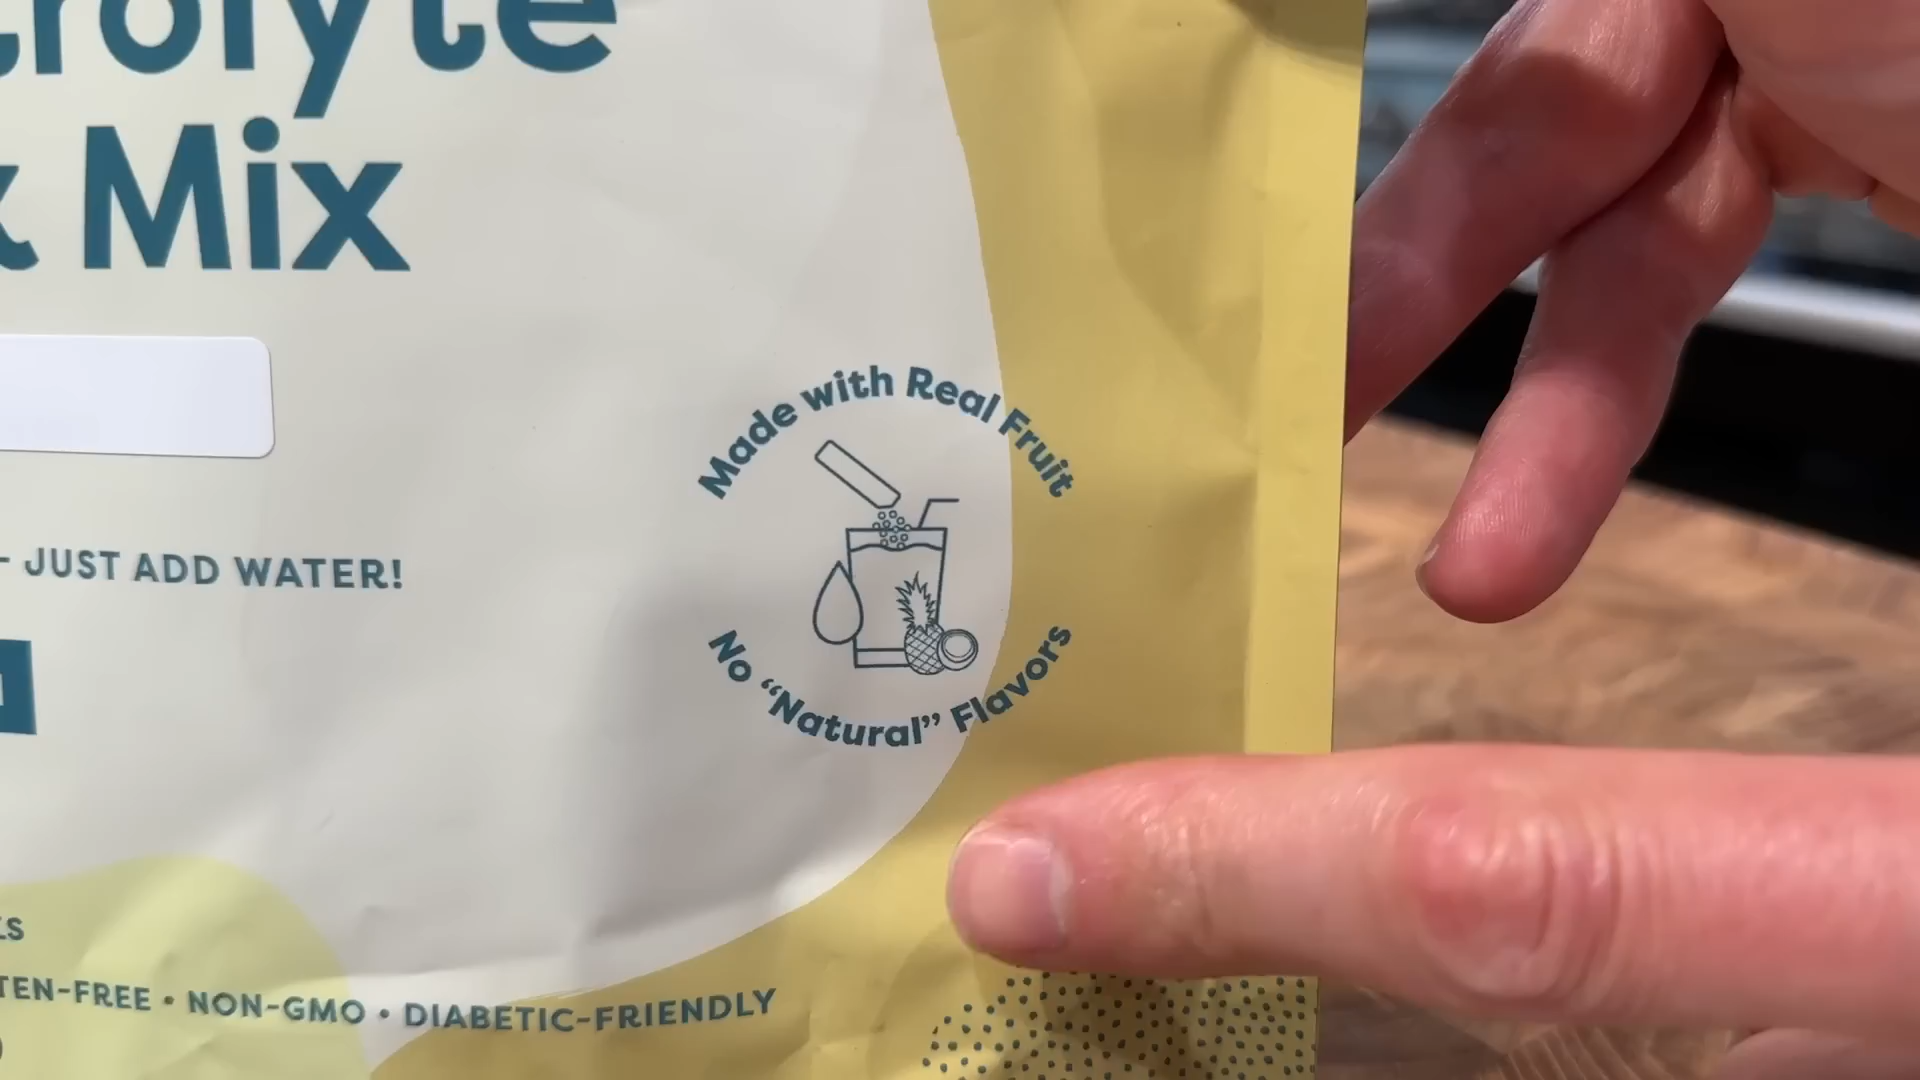 Mix
- JUST ADD WATER!
Made with Real Fruit
No “Natural” Flavors
NON-GMO • DIABETIC-FRIENDLY